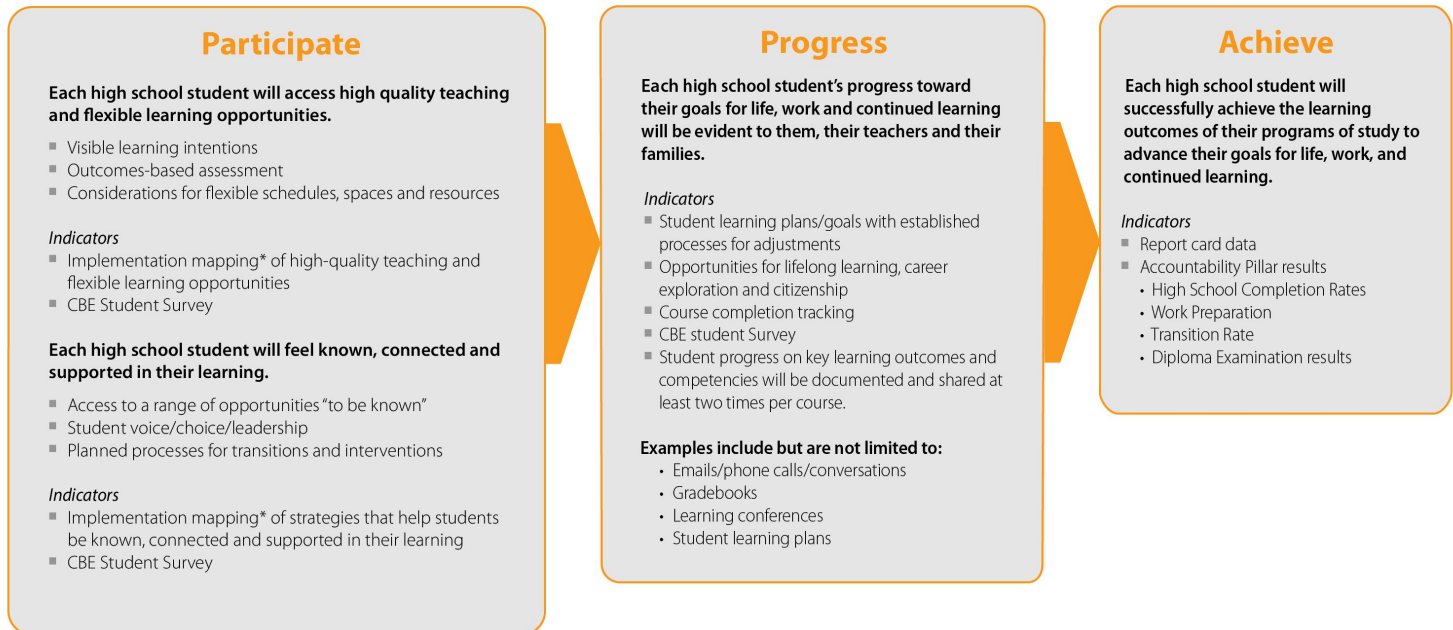 Participate
Each high school student will access high quality teaching
and flexible learning opportunities.
Visible learning intentions
Outcomes-based assessment
Considerations for flexible schedules, spaces and resources
Indicators
Implementation mapping* of high-quality teaching and
flexible learning opportunities
CBE Student Survey
Each high school student will feel known, connected and
supported in their learning.
Access to a range of opportunities “to be known”
Student voice/choice/leadership
Planned processes for transitions and interventions
Indicators
Implementation mapping* of strategies that help students
be known, connected and supported in their learning
CBE Student Survey
Progress
Each high school student’s progress toward
their goals for life, work and continued learning
will be evident to them, their teachers and their
families.
Indicators
Student learning plans/goals with established
processes for adjustments
Opportunities for lifelong learning, career
exploration and citizenship
Course completion tracking
CBE student Survey
Student progress on key learning outcomes and
competencies will be documented and shared at
least two times per course.
Examples include but are not limited to:
• Emails/phone calls/conversations
• Gradebooks
• Learning conferences
• Student learning plans
Achieve
Each high school student will
successfully achieve the learning
outcomes of their programs of study to
advance their goals for life, work, and
continued learning.
Indicators
Report card data
Accountability Pillar results
• High School Completion Rates
• Work Preparation
• Transition Rate
• Diploma Examination results